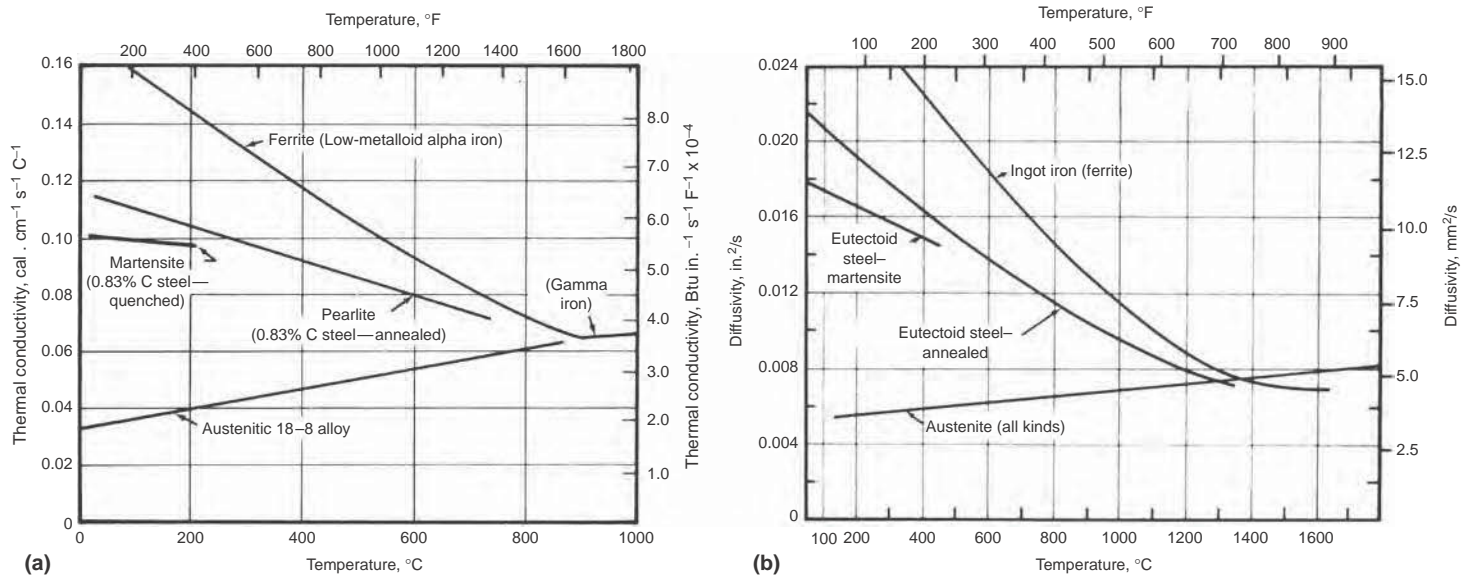 Temperature, °F
200 400 600 800 1000 1200 1400 1600 1800
0.16
0.14
0.12
0.10
0.08
0.06
0.04
0.02
0
Thermal conductivity, cal . cm⁻¹ s⁻¹ C⁻¹
Ferrite (Low-metalloid alpha iron)
Martensite
(0.83% C steel—
quenched)
Pearlite
(0.83% C steel—annealed)
(Gamma
iron)
Austenitic 18–8 alloy
8.0
7.0
6.0
5.0
4.0
3.0
2.0
1.0
Thermal conductivity, Btu in.⁻¹ s⁻¹ F⁻¹ x 10⁻⁴
0 200 400 600 800 1000
Temperature, °C
(a)
Temperature, °F
100 200 300 400 500 600 700 800 900
0.024
0.020
0.016
0.012
0.008
0.004
0
Diffusivity, in.²/s
Ingot iron (ferrite)
Eutectoid
steel–
martensite
Eutectoid steel–
annealed
Austenite (all kinds)
15.0
12.5
10.0
7.5
5.0
2.5
Diffusivity, mm²/s
100 200 400 600 800 1000 1200 1400 1600
Temperature, °C
(b)